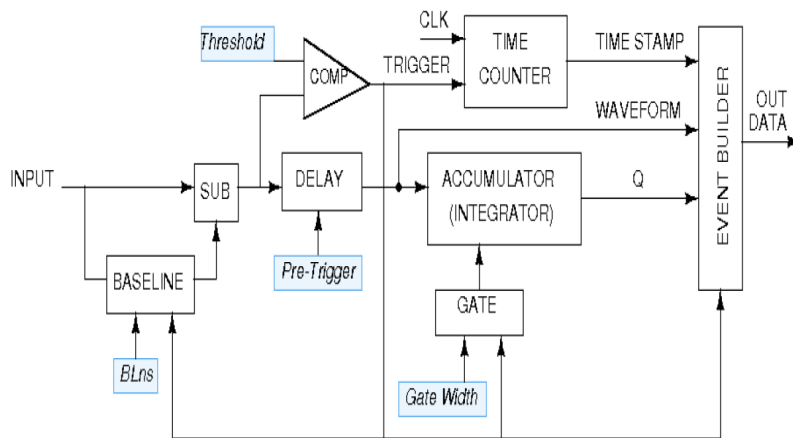 CLK
Threshold
COMP
TRIGGER
TIME
COUNTER
TIME STAMP
WAVEFORM
OUT
DATA
EVENT BUILDER
INPUT
SUB
DELAY
ACCUMULATOR
(INTEGRATOR)
Q
BASELINE
Pre-Trigger
GATE
BLns
Gate Width